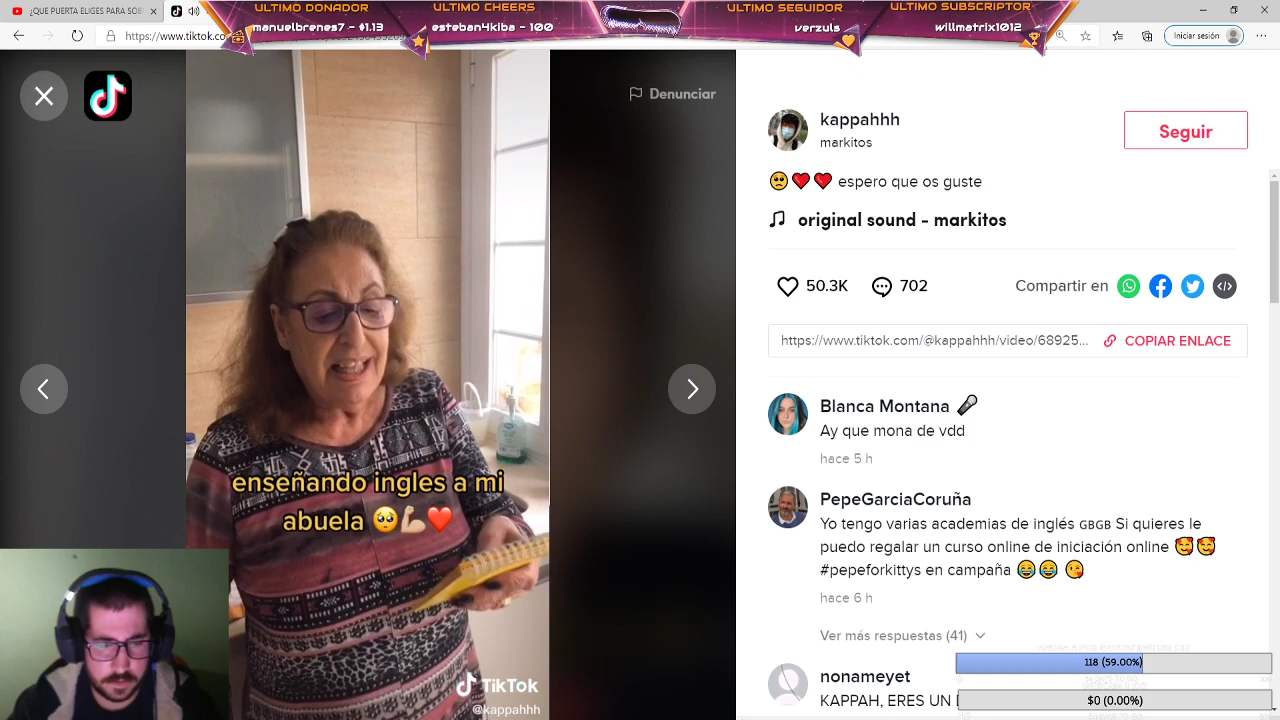 ULTIMO DONADOR
ULTIMO CHEERS
ULTIMO SEGUIDOR
ULTIMO SUBSCRIPTOR
manuelbrenes7 - $1.13
esteban4kiba - 100
verzuls
willmatrix1012
https://www.tiktok.co
Iniciar sesión
Denunciar
enseñando ingles a mi
abuela 🥺💪🏼❤️
TikTok
@kappahhh
kappahhh
markitos
Seguir
🥺❤️❤️ espero que os guste
original sound - markitos
50.3K
702
Compartir en
https://www.tiktok.com/@kappahhh/video/68925...
COPIAR ENLACE
Blanca Montana 🎤
Ay que mona de vdd
hace 5 h
PepeGarciaCoruña
Yo tengo varias academias de inglés GBGB Si quieres le
puedo regalar un curso online de iniciación online 🥰🥰
#pepeforkittys en campaña 😂😂 😘
hace 6 h
Ver más respuestas (41)
nonameyet
KAPPAH, ERES UN
118 (59.00%)
$0 (0.00%)